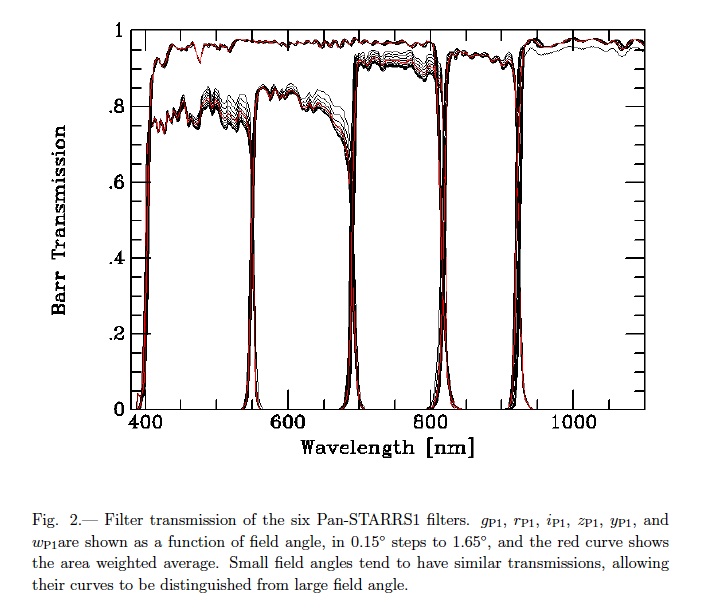 1
.8
.6
.4
.2
0
Barr Transmission
400 600 800 1000
Wavelength [nm]
Fig. 2.— Filter transmission of the six Pan-STARRS1 filters. gP1, rP1, iP1, zP1, yP1, and
wP1are shown as a function of field angle, in 0.15° steps to 1.65°, and the red curve shows
the area weighted average. Small field angles tend to have similar transmissions, allowing
their curves to be distinguished from large field angle.